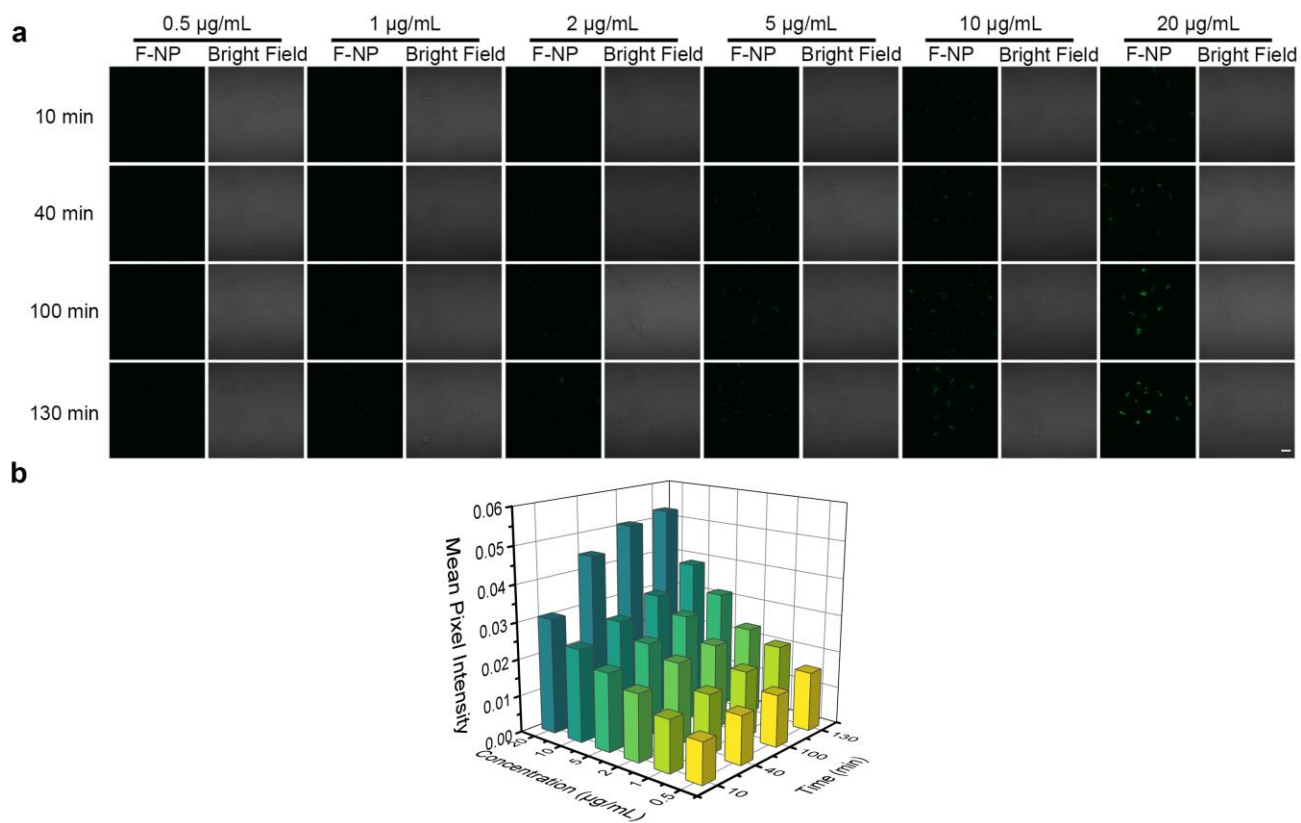 a
0.5 µg/mL 1 µg/mL 2 µg/mL 5 µg/mL 10 µg/mL 20 µg/mL
F-NP Bright Field F-NP Bright Field F-NP Bright Field F-NP Bright Field F-NP Bright Field F-NP Bright Field
10 min
40 min
100 min
130 min
b
0.06
0.05
0.04
0.03
0.02
0.01
0.00
Mean Pixel Intensity
20 10 5 2 1 0.5
Concentration (µg/mL)
10 40 100 130
Time (min)